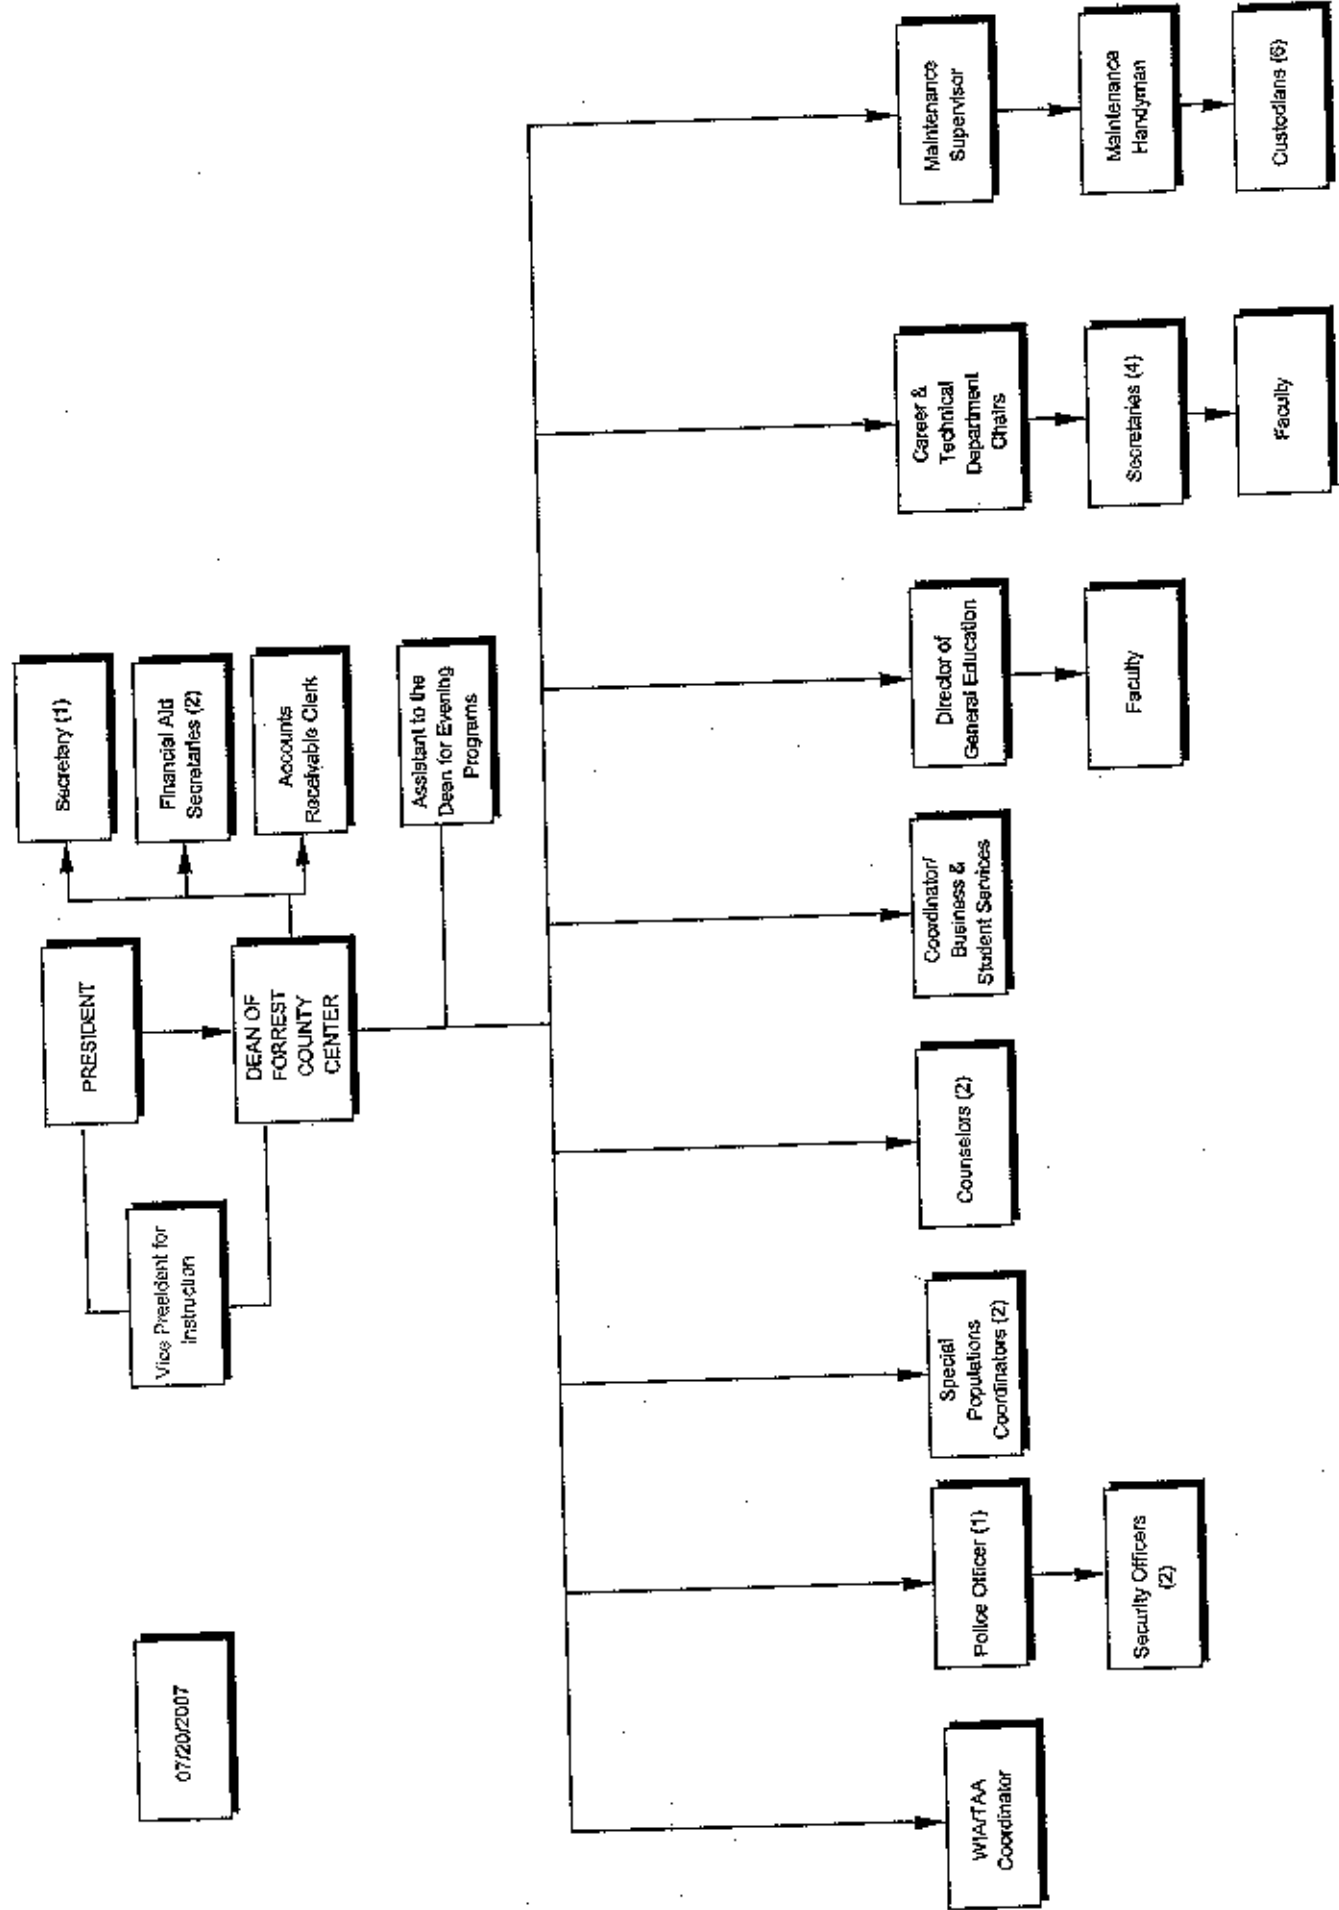 07/20/2007
PRESIDENT
Vice President for
Instruction
DEAN OF
FORREST
COUNTY
CENTER
Secretary (1)
Financial Aid
Secretaries (2)
Accounts
Receivable Clerk
Assistant to the
Dean for Evening
Programs
WIA/TAA
Coordinator
Police Officer (1)
Security Officers
(2)
Special
Populations
Coordinators (2)
Counselors (2)
Coordinator/
Business &
Student Services
Director of
General Education
Faculty
Career &
Technical
Department
Chairs
Secretaries (4)
Faculty
Maintenance
Supervisor
Maintenance
Handyman
Custodians (6)